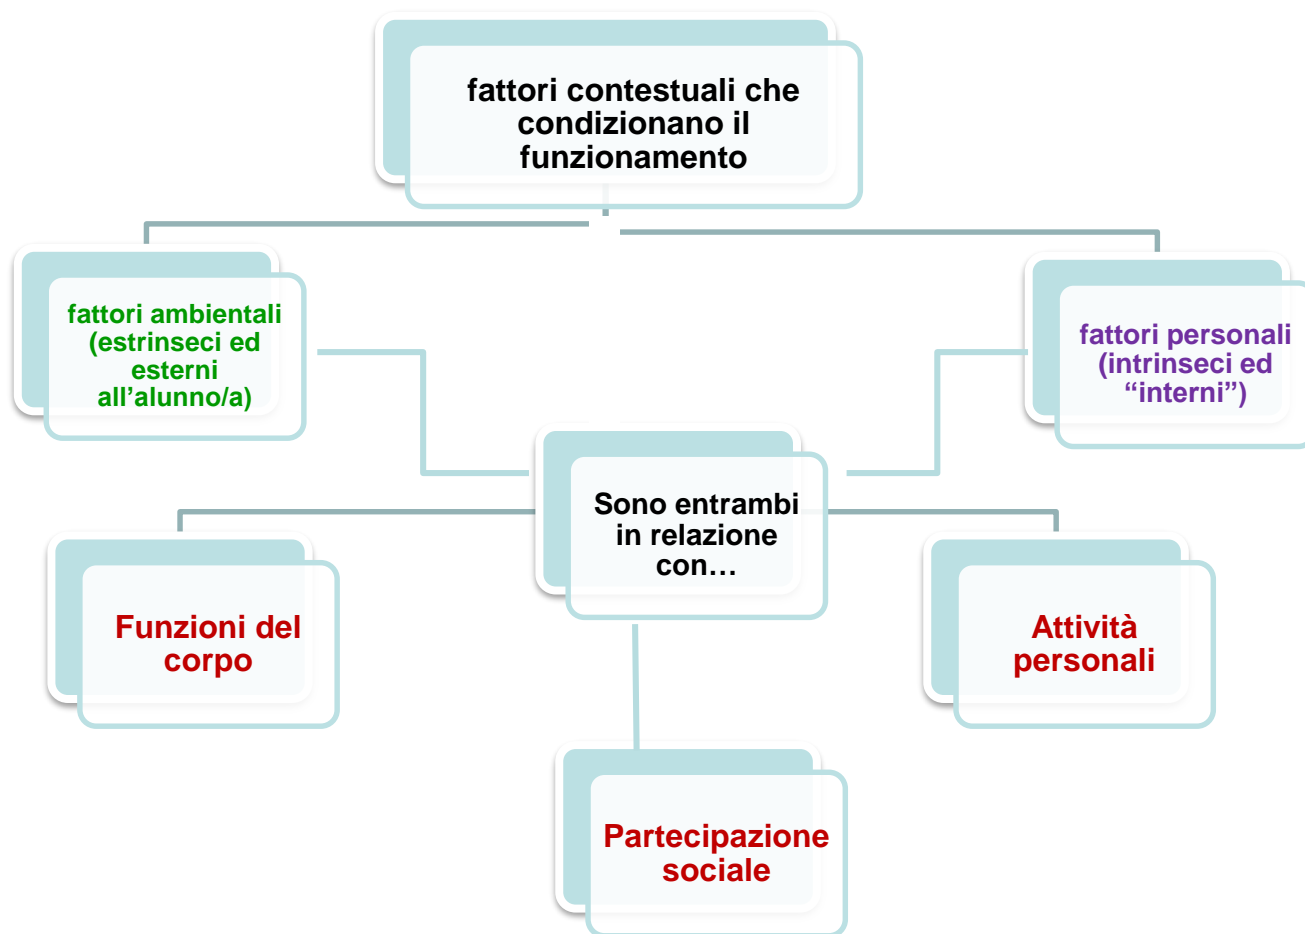 fattori contestuali che
condizionano il
funzionamento
fattori ambientali
(estrinseci ed
esterni
all’alunno/a)
fattori personali
(intrinseci ed
“interni”)
Sono entrambi
in relazione
con…
Funzioni del
corpo
Attività
personali
Partecipazione
sociale